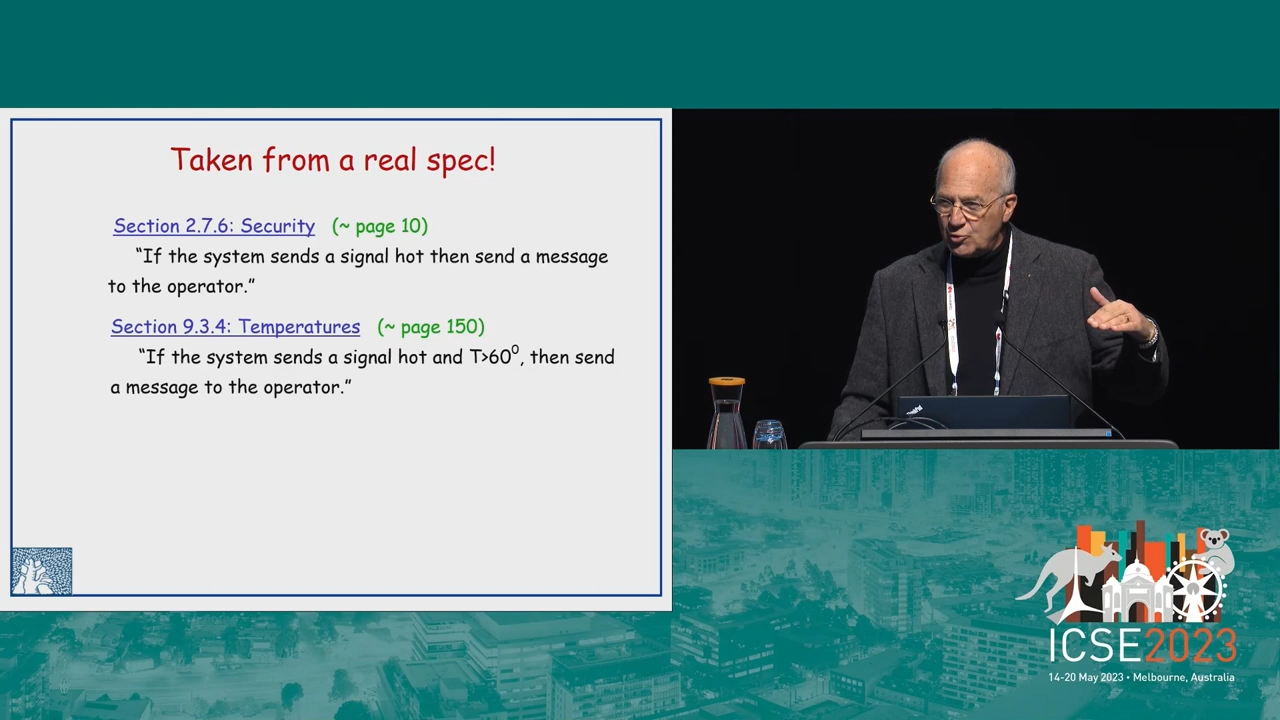 Taken from a real spec!
Section 2.7.6: Security (~ page 10)
“If the system sends a signal hot then send a message
to the operator.”
Section 9.3.4: Temperatures (~ page 150)
“If the system sends a signal hot and T>60⁰, then send
a message to the operator.”
ThinkPad
ICSE2023
14-20 May 2023 • Melbourne, Australia